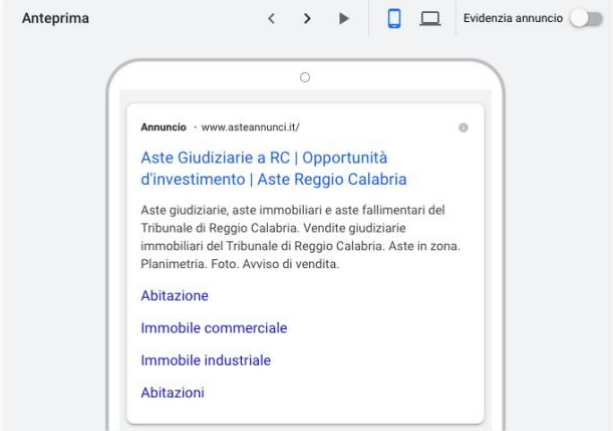 Anteprima
Evidenzia annuncio
Annuncio · www.asteannunci.it/
Aste Giudiziarie a RC | Opportunità
d'investimento | Aste Reggio Calabria
Aste giudiziarie, aste immobiliari e aste fallimentari del
Tribunale di Reggio Calabria. Vendite giudiziarie
immobiliari del Tribunale di Reggio Calabria. Aste in zona.
Planimetria. Foto. Avviso di vendita.
Abitazione
Immobile commerciale
Immobile industriale
Abitazioni